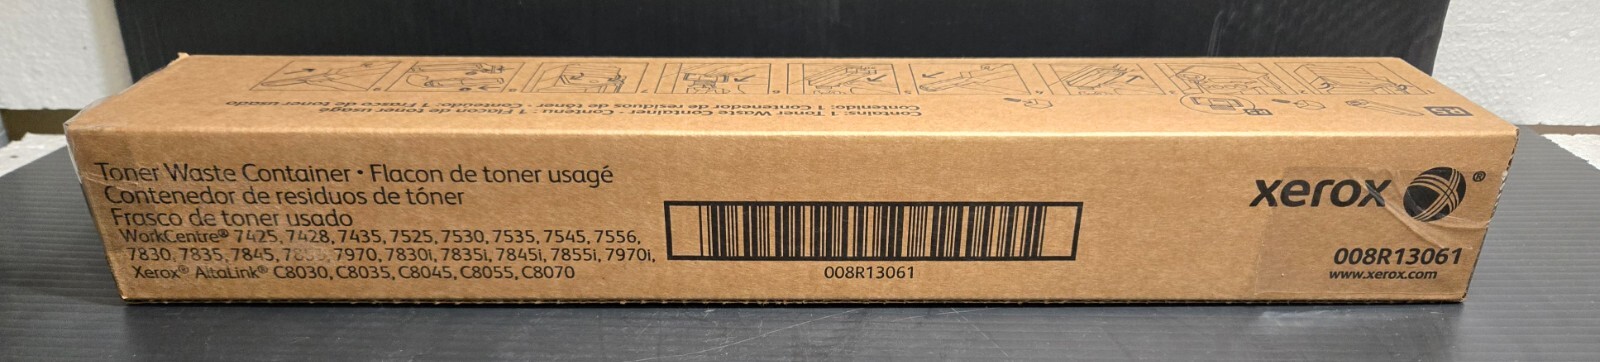 Contains: 1 Toner Waste Container • Contenu : 1 Flacon de toner usagé
Contenido: 1 Contenedor de residuos de tóner • Conteúdo: 1 Frasco de toner usado
R5
Toner Waste Container • Flacon de toner usagé
Contenedor de residuos de tóner
Frasco de toner usado
WorkCentre® 7425, 7428, 7435, 7525, 7530, 7535, 7545, 7556,
7830, 7835, 7845, 7855, 7970, 7830i, 7835i, 7845i, 7855i, 7970i,
Xerox® AltaLink® C8030, C8035, C8045, C8055, C8070
008R13061
xerox®
008R13061
www.xerox.com